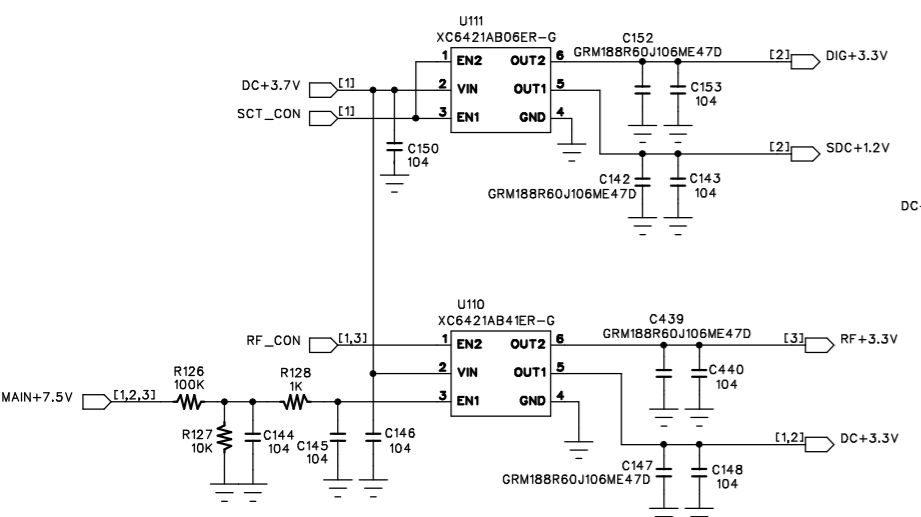 U111
XC6421AB06ER-G
C152
GRM188R60J106ME47D
1 EN2 OUT2 6
[2] DIG+3.3V
DC+3.7V [1]
2 VIN OUT1 5
C153
104
SCT_CON [1]
3 EN1 GND 4
C150
104
[2] SDC+1.2V
C142
GRM188R60J106ME47D
C143
104
DC
U110
XC6421AB41ER-G
C439
GRM188R60J106ME47D
RF_CON [1,3]
1 EN2 OUT2 6
[3] RF+3.3V
2 VIN OUT1 5
C440
104
R126
100K
R128
1K
MAIN+7.5V [1,2,3]
3 EN1 GND 4
R127
10K
C144
104
C145
104
C146
104
[1,2] DC+3.3V
C147
GRM188R60J106ME47D
C148
104